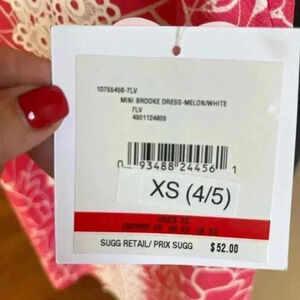 10755456-7LV
MINI BROOKE DRESS-MELON/WHITE
7LV
4501124805
0 93488 24456 1
XS (4/5)
SUGG RETAIL/ PRIX SUGG $52.00